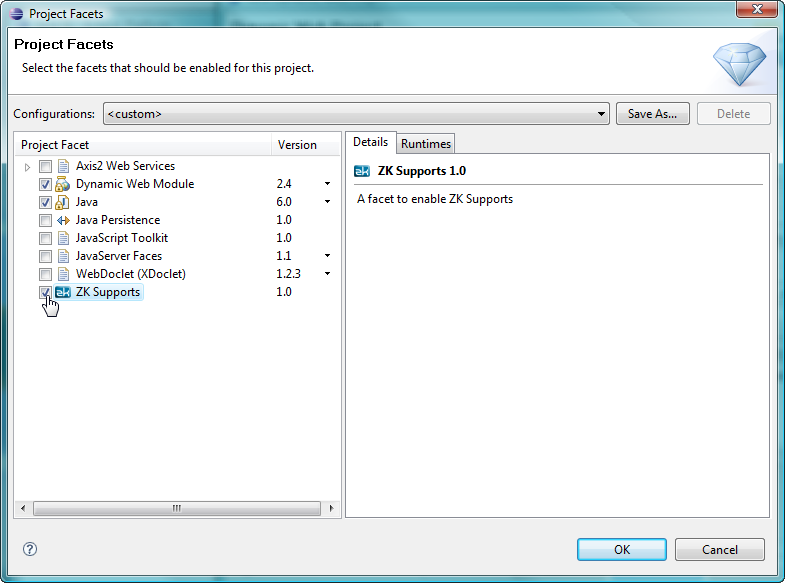 Project Facets
Project Facets
Select the facets that should be enabled for this project.
Configurations: <custom> Save As... Delete
Project Facet Version
Axis2 Web Services
Dynamic Web Module 2.4
Java 6.0
Java Persistence 1.0
JavaScript Toolkit 1.0
JavaServer Faces 1.1
WebDoclet (XDoclet) 1.2.3
zk ZK Supports 1.0
Details Runtimes
zk ZK Supports 1.0
A facet to enable ZK Supports
? OK Cancel